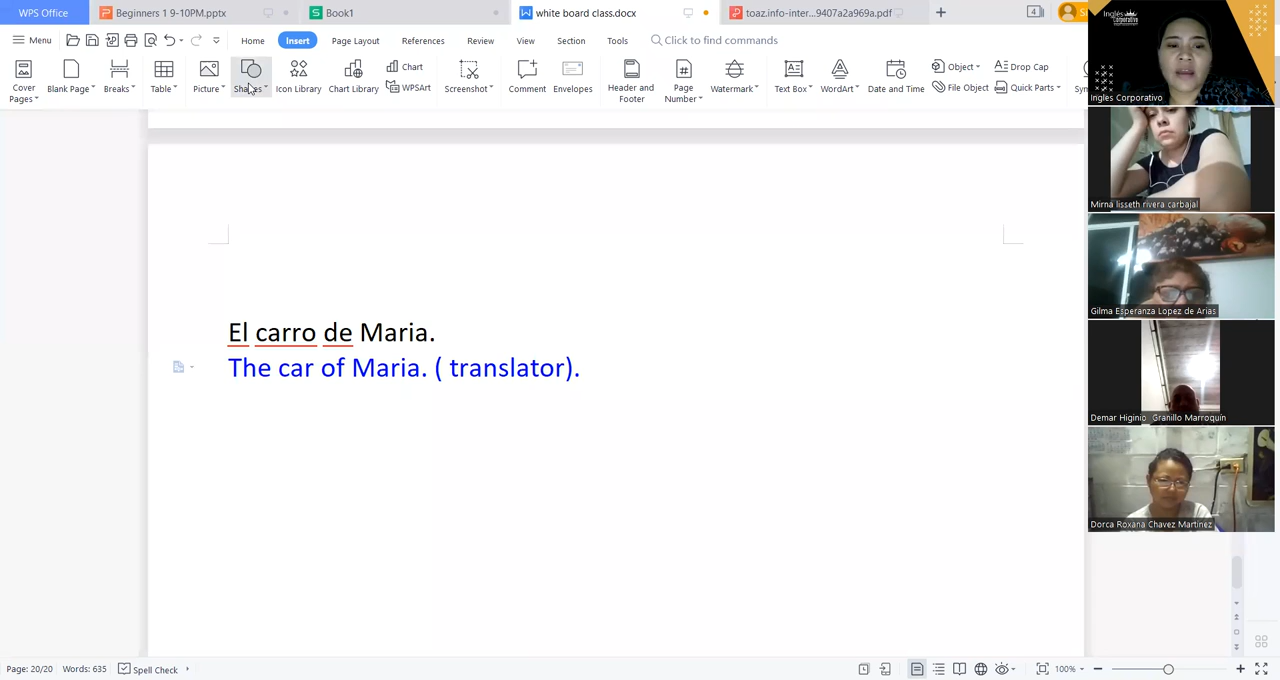 WPS Office
Beginners 1 9-10PM.pptx
Book1
white board class.docx
toaz.info-inter...9407a2a969a.pdf
Menu
Home
Insert
Page Layout
References
Review
View
Section
Tools
Click to find commands
Cover Pages
Blank Page
Breaks
Table
Picture
Shapes
Icon Library
Chart Library
Chart
WPSArt
Screenshot
Comment
Envelopes
Header and Footer
Page Number
Watermark
Text Box
WordArt
Date and Time
Object
File Object
Drop Cap
Quick Parts
El carro de Maria.
The car of Maria. ( translator).
Inglés Corporativo
Ingles Corporativo
Mirna lisseth rivera carbajal
Gilma Esperanza Lopez de Arias
Demar Higinio Granillo Marroquín
Dorca Roxana Chavez Martinez
Page: 20/20
Words: 635
Spell Check
100%